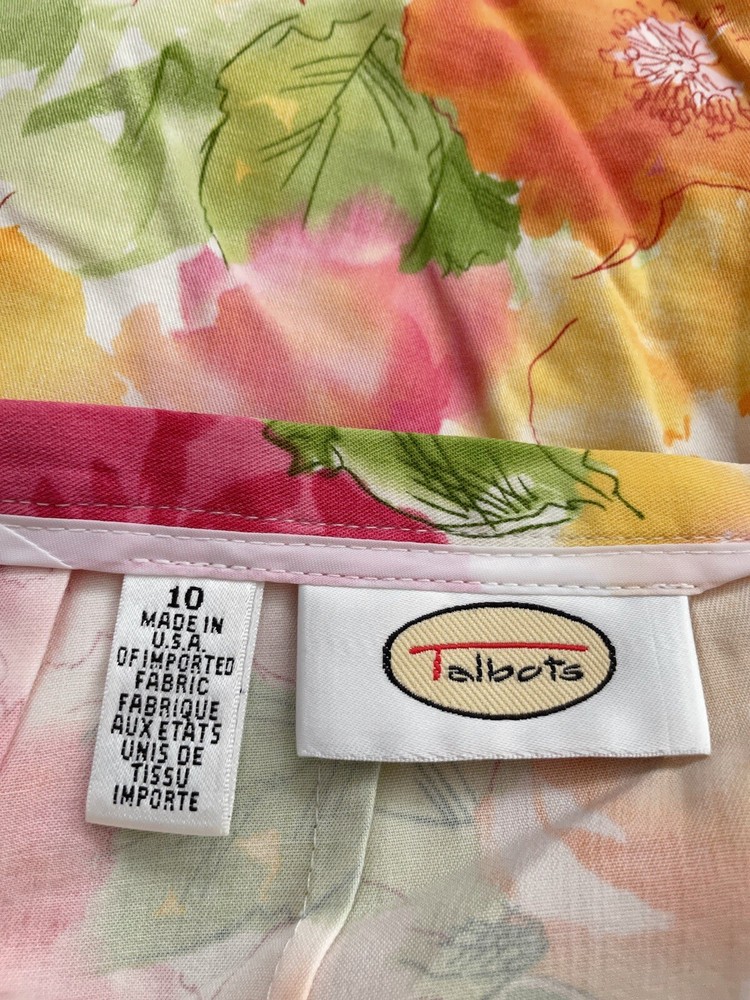 10
MADE IN
U.S.A.
OF IMPORTED
FABRIC
FABRIQUE
AUX ETATS
UNIS DE
TISSU
IMPORTE
Talbots